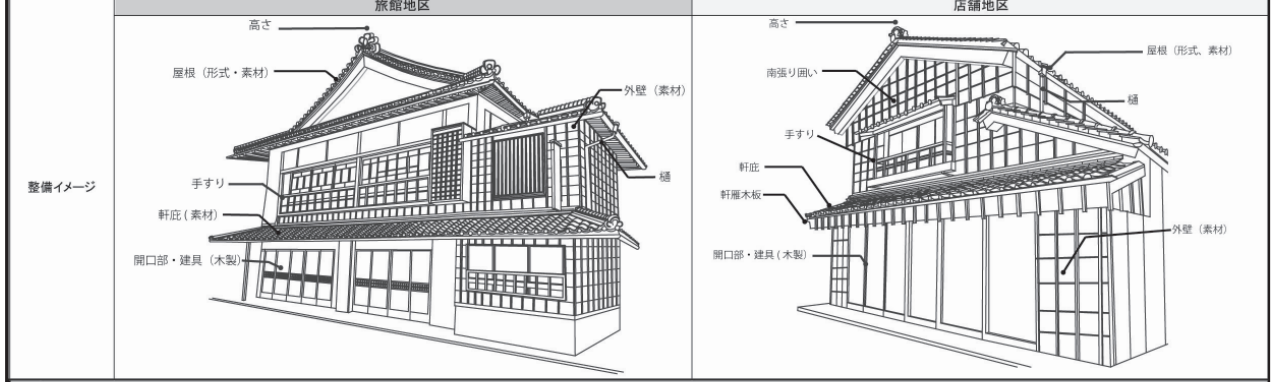 旅館地区
店舗地区
整備イメージ
高さ
屋根（形式・素材）
外壁（素材）
樋
手すり
軒庇(素材)
開口部・建具（木製）
高さ
屋根（形式、素材）
南張り囲い
樋
手すり
軒庇
軒雁木板
外壁（素材）
開口部・建具(木製)